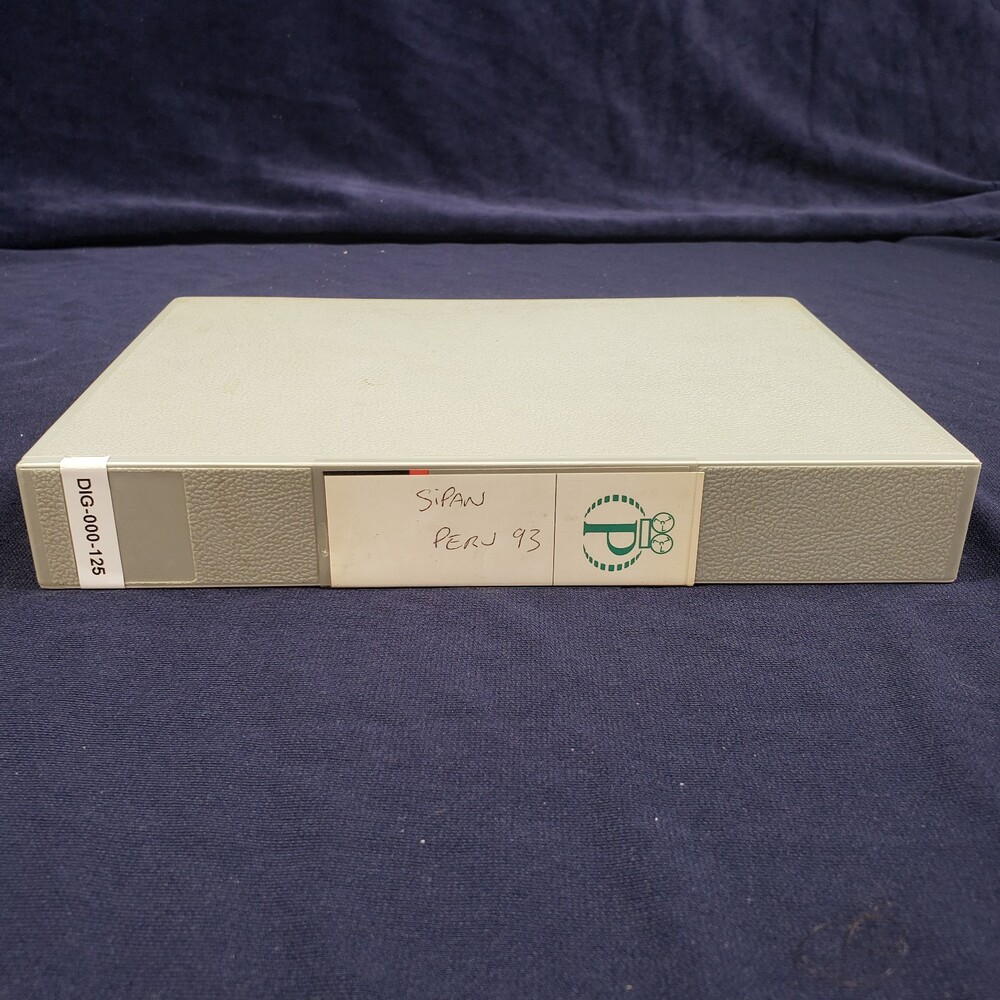 DIG-000-125
SiPAN
PERU 93
P